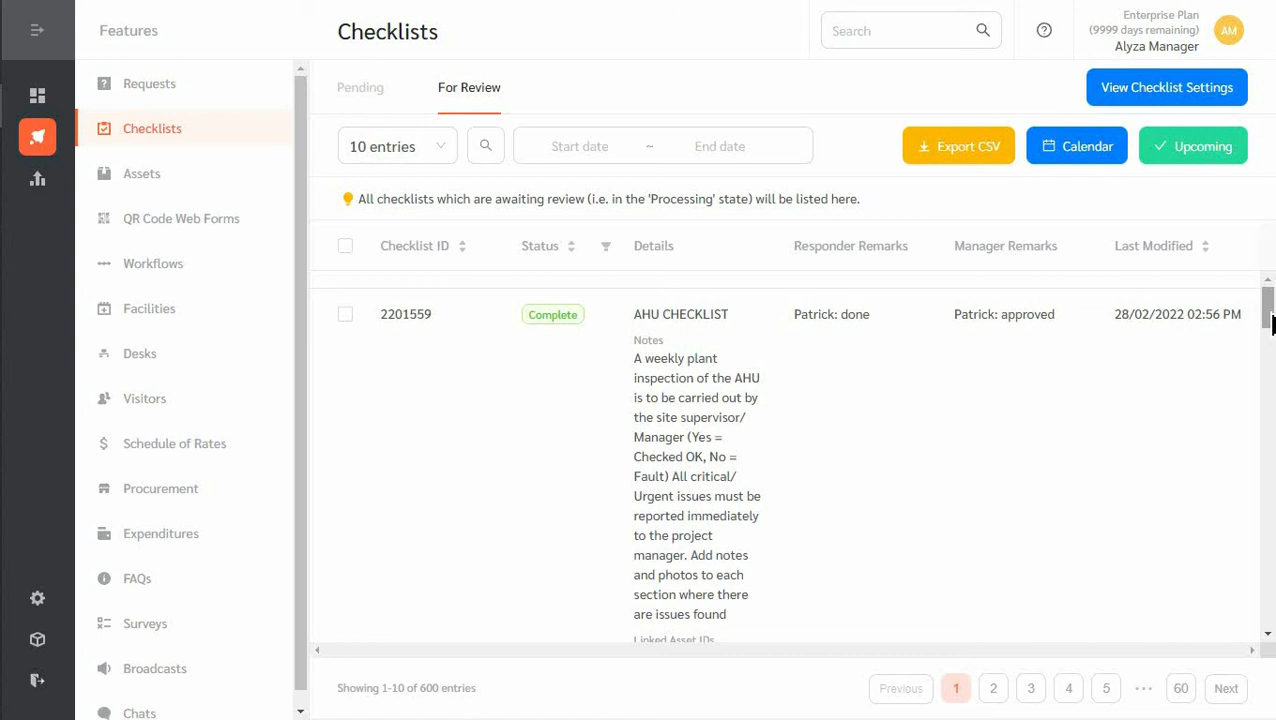 Features
Checklists
Search
Enterprise Plan
(9999 days remaining)
Alyza Manager
AM
Requests
Checklists
Assets
QR Code Web Forms
Workflows
Facilities
Desks
Visitors
Schedule of Rates
Procurement
Expenditures
FAQs
Surveys
Broadcasts
Chats
Pending
For Review
View Checklist Settings
10 entries
Start date ~ End date
Export CSV
Calendar
Upcoming
All checklists which are awaiting review (i.e. in the 'Processing' state) will be listed here.
Checklist ID Status Details Responder Remarks Manager Remarks Last Modified
2201559 Complete AHU CHECKLIST Patrick: done Patrick: approved 28/02/2022 02:56 PM
Notes
A weekly plant
inspection of the AHU
is to be carried out by
the site supervisor/
Manager (Yes =
Checked OK, No =
Fault) All critical/
Urgent issues must be
reported immediately
to the project
manager. Add notes
and photos to each
section where there
are issues found
Linked Asset IDs
Showing 1-10 of 600 entries
Previous 1 2 3 4 5 ••• 60 Next